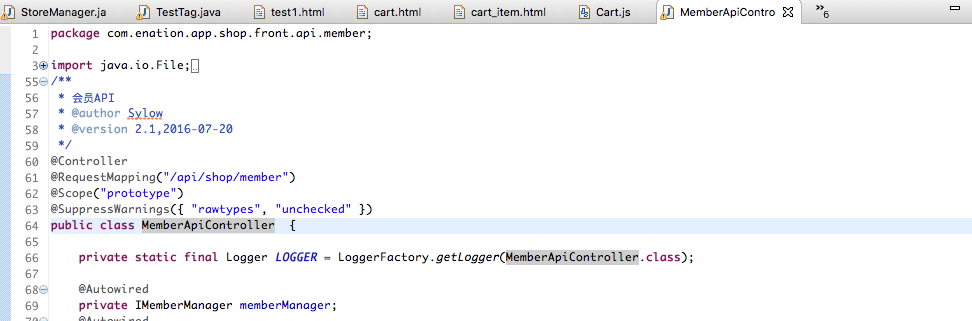 StoreManager.ja TestTag.java test1.html cart.html cart_item.html Cart.js MemberApiContro »6
1 package com.enation.app.shop.front.api.member;
2
3 import java.io.File;
55 /**
56 * 会员API
57 * @author Sylow
58 * @version 2.1,2016-07-20
59 */
60 @Controller
61 @RequestMapping("/api/shop/member")
62 @Scope("prototype")
63 @SuppressWarnings({ "rawtypes", "unchecked" })
64 public class MemberApiController {
65
66 private static final Logger LOGGER = LoggerFactory.getLogger(MemberApiController.class);
67
68 @Autowired
69 private IMemberManager memberManager;
70 @Autowired